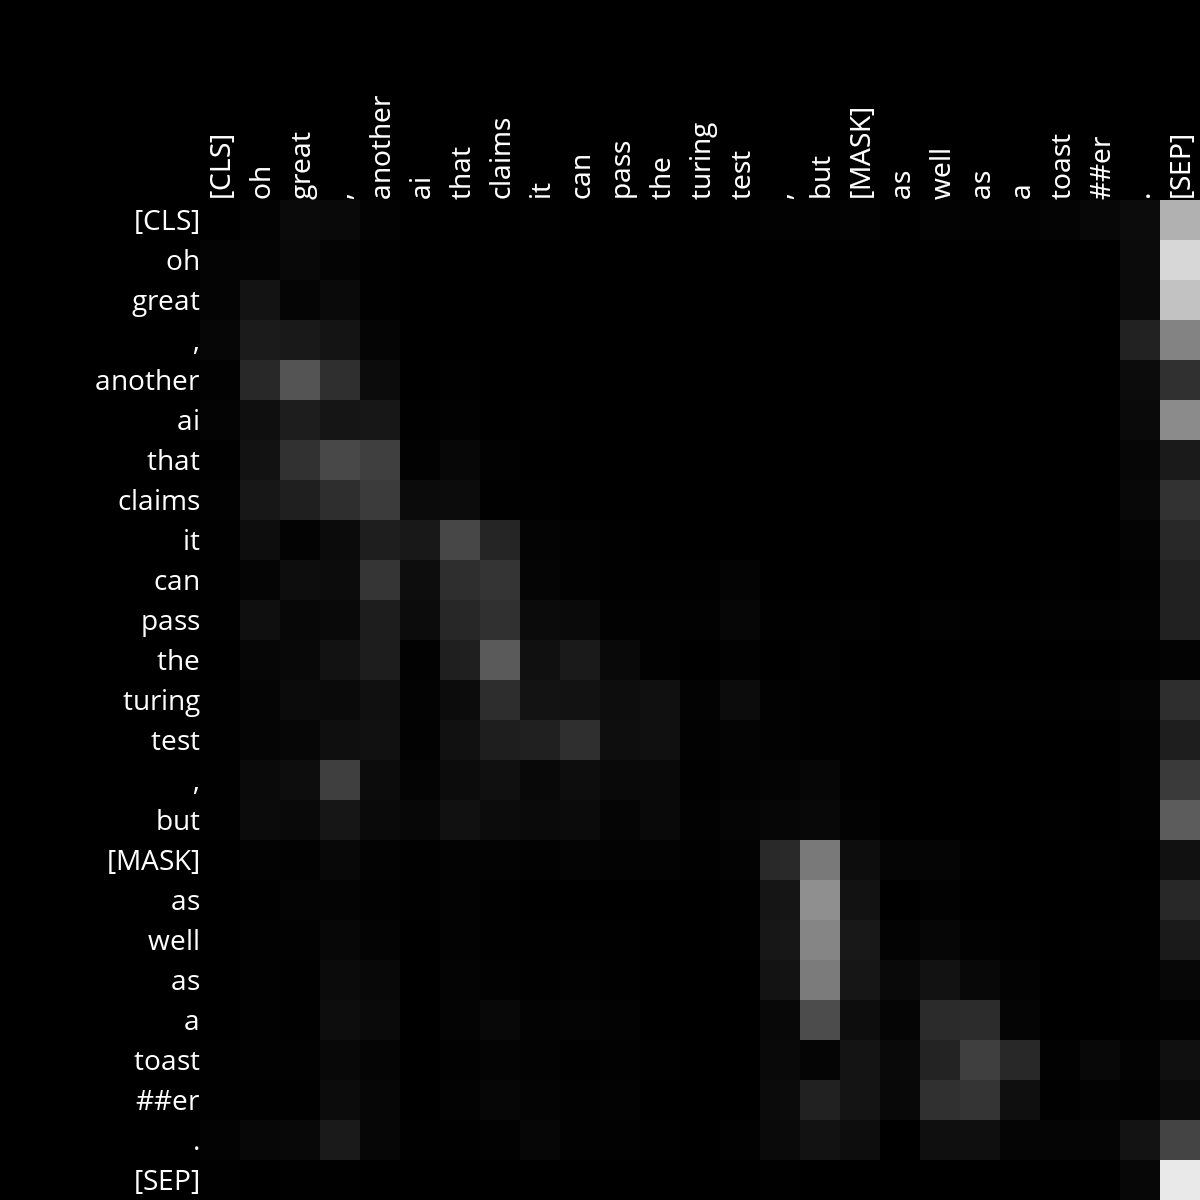 [CLS] oh great , another ai that claims it can pass the turing test , but [MASK] as well as a toast ##er . [SEP]
[CLS]
oh
great
,
another
ai
that
claims
it
can
pass
the
turing
test
,
but
[MASK]
as
well
as
a
toast
##er
.
[SEP]